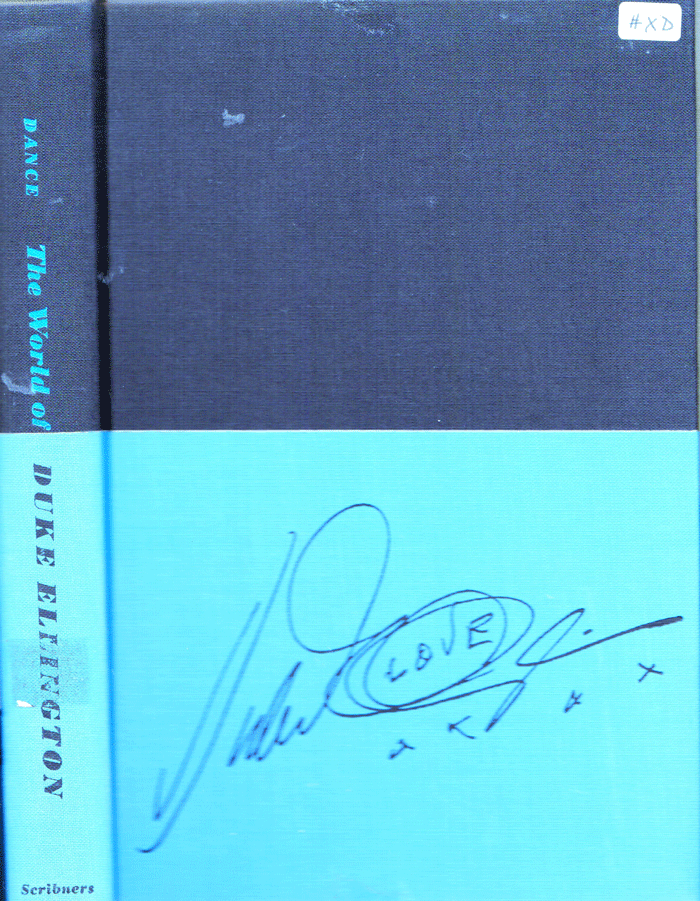 #XD
DANCE
The World of
DUKE ELLINGTON
Scribners
LOVE
x x x x